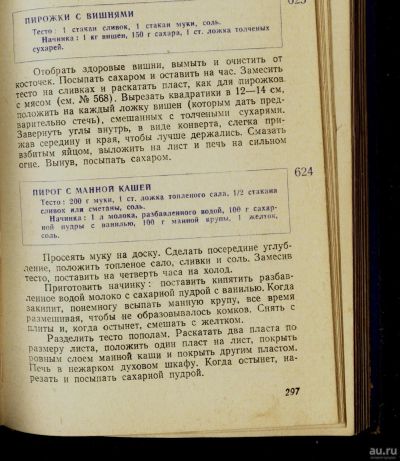 623
ПИРОЖКИ С ВИШНЯМИ
Тесто: 1 стакан сливок, 1 стакан муки, соль.
Начинка: 1 кг вишен, 150 г сахара, 1 ст. ложка толченых
сухарей.
Отобрать здоровые вишни, вымыть и очистить от
косточек. Посыпать сахаром и оставить на час. Замесить
тесто на сливках и раскатать пласт, как для пирожков
с мясом (см. № 568). Вырезать квадратики в 12—14 см,
положить на каждый ложку вишен (которым дать пред-
варительно стечь), смешанных с толчеными сухарями.
Завернуть углы внутрь, в виде конверта, слегка при-
жав середину и края, чтобы лучше держались. Смазать
взбитым яйцом, выложить на лист и печь на сильном
огне. Вынув, посыпать сахаром.
624
ПИРОГ С МАННОЙ КАШЕЙ
Тесто: 200 г муки, 1 ст. ложка топленого сала, 1/2 стакана
сливок или сметаны, соль.
Начинка: 1 л молока, разбавленного водой, 100 г сахар-
ной пудры с ванилью, 100 г манной крупы, 1 желток,
соль.
Просеять муку на доску. Сделать посредине углуб-
ление, положить топленое сало, сливки и соль. Замесив
тесто, поставить на четверть часа на холод.
Приготовить начинку: поставить кипятить разбав-
ленное водой молоко с сахарной пудрой с ванилью. Когда
закипит, понемногу всыпать манную крупу, все время
размешивая, чтобы не образовывалось комков. Снять с
плиты и, когда остынет, смешать с желтком.
Разделить тесто пополам. Раскатать два пласта по
размеру листа, положить один пласт на лист, покрыть
ровным слоем манной каши и покрыть другим пластом.
Печь в нежарком духовом шкафу. Когда остынет, на-
резать и посыпать сахарной пудрой.
297
au.ru